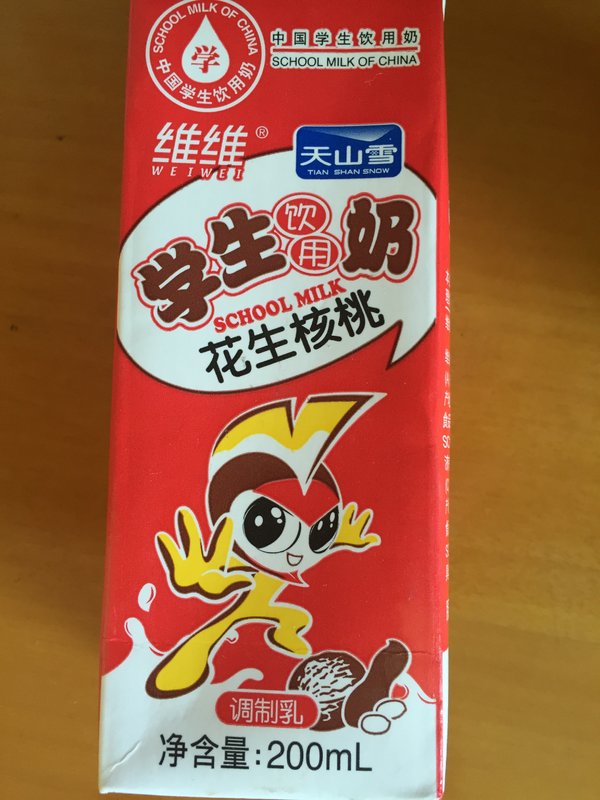 SCHOOL MILK OF CHINA
学
中国学生饮用奶
中国学生饮用奶
SCHOOL MILK OF CHINA
维维®
WEIWEI
天山雪
TIAN SHAN SNOW
学生饮用奶
SCHOOL MILK
花生核桃
调制乳
净含量:200mL